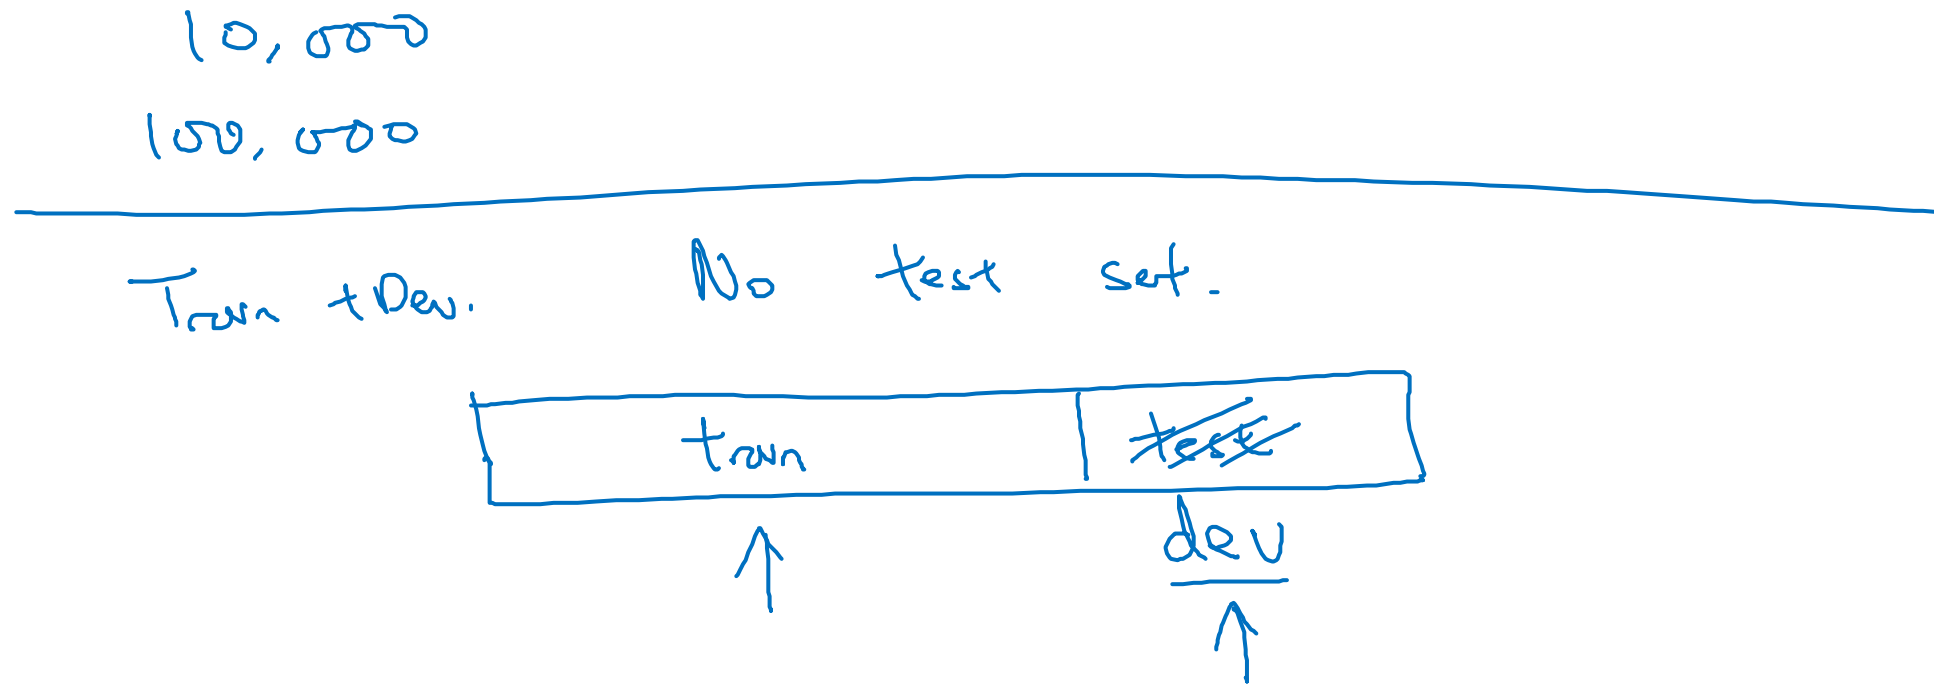 10,000
100,000
Train + Dev. No test set.
train test
dev